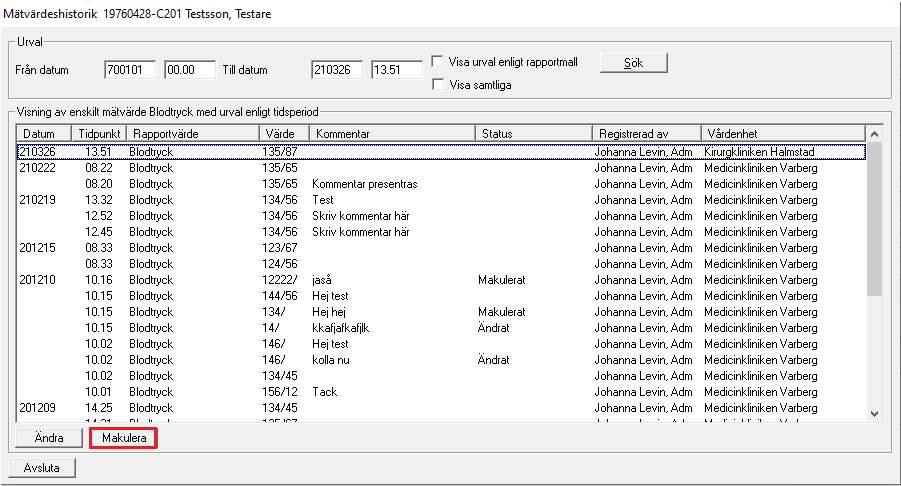 Mätvärdeshistorik 19760428-C201 Testsson, Testare
Urval
Från datum 700101 00.00 Till datum 210326 13.51 Visa urval enligt rapportmall Sök
Visa samtliga
Visning av enskilt mätvärde Blodtryck med urval enligt tidsperiod
Datum Tidpunkt Rapportvärde Värde Kommentar Status Registrerad av Vårdenhet
210326 13.51 Blodtryck 135/87 Johanna Levin, Adm Kirurgkliniken Halmstad
210222 08.22 Blodtryck 135/65 Johanna Levin, Adm Medicinkliniken Varberg
08.20 Blodtryck 135/65 Kommentar presentras Johanna Levin, Adm Medicinkliniken Varberg
210219 13.32 Blodtryck 134/56 Test Johanna Levin, Adm Medicinkliniken Varberg
12.52 Blodtryck 134/56 Skriv kommentar här Johanna Levin, Adm Medicinkliniken Varberg
12.45 Blodtryck 134/56 Skriv kommentar här Johanna Levin, Adm Medicinkliniken Varberg
201215 08.33 Blodtryck 123/67 Johanna Levin, Adm Medicinkliniken Varberg
08.33 Blodtryck 124/56 Johanna Levin, Adm Medicinkliniken Varberg
201210 10.16 Blodtryck 12222/ jaså Makulerat Johanna Levin, Adm Medicinkliniken Varberg
10.15 Blodtryck 144/56 Hej test Johanna Levin, Adm Medicinkliniken Varberg
10.15 Blodtryck 134/ Hej hej Makulerat Johanna Levin, Adm Medicinkliniken Varberg
10.15 Blodtryck 14/ kkafjafkafjlk Ändrat Johanna Levin, Adm Medicinkliniken Varberg
10.02 Blodtryck 146/ Hej test Johanna Levin, Adm Medicinkliniken Varberg
10.02 Blodtryck 146/ kolla nu Ändrat Johanna Levin, Adm Medicinkliniken Varberg
10.02 Blodtryck 134/45 Johanna Levin, Adm Medicinkliniken Varberg
10.01 Blodtryck 156/12 Tack Johanna Levin, Adm Medicinkliniken Varberg
201209 14.25 Blodtryck 134/45 Johanna Levin, Adm Medicinkliniken Varberg
Ändra Makulera
Avsluta